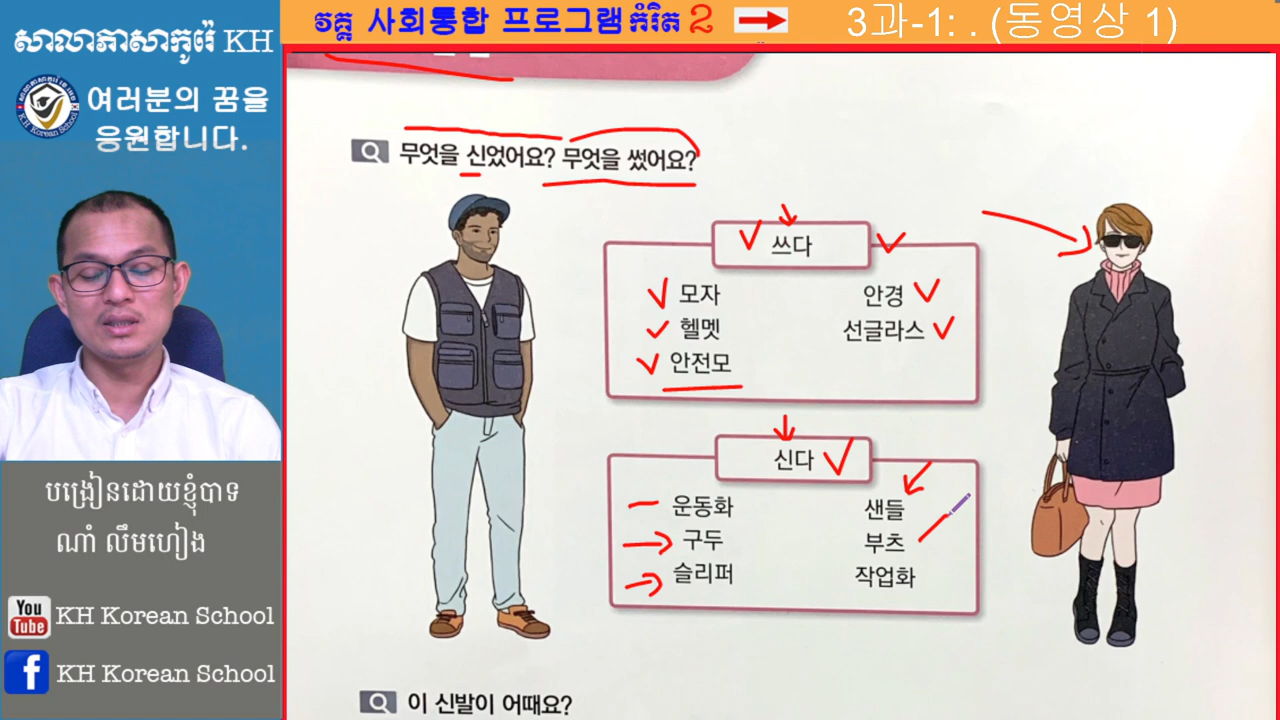 សាលាភាសាកូរ៉េ KH
여러분의 꿈을
응원합니다.
វគ្គ 사회통합 프로그램 កំរិត 2
3과-1: . (동영상 1)
무엇을 신었어요? 무엇을 썼어요?
쓰다
모자 안경
헬멧 선글라스
안전모
신다
운동화 샌들
구두 부츠
슬리퍼 작업화
이 신발이 어때요?
បង្រៀនដោយខ្ញុំបាទ
ណាំ លឹមហៀង
You Tube KH Korean School
f KH Korean School